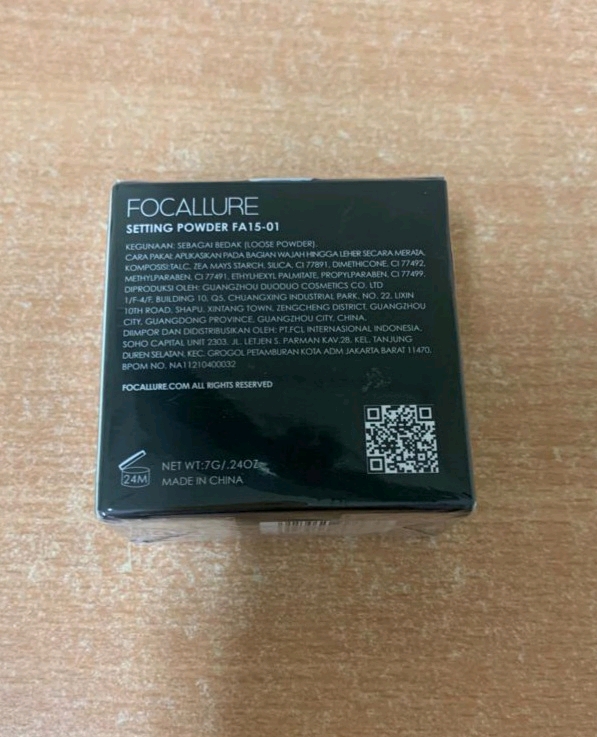 FOCALLURE
SETTING POWDER FA15-01
KEGUNAAN: SEBAGAI BEDAK (LOOSE POWDER).
CARA PAKAI: APLIKASIKAN PADA BAGIAN WAJAH HINGGA LEHER SECARA MERATA.
KOMPOSISI:TALC, ZEA MAYS STARCH, SILICA, CI 77891, DIMETHICONE, CI 77492,
METHYLPARABEN, CI 77491, ETHYLHEXYL PALMITATE, PROPYLPARABEN, CI 77499.
DIPRODUKSI OLEH: GUANGZHOU DUODUO COSMETICS CO. LTD
1/F-4/F, BUILDING 10, QS. CHUANGXING INDUSTRIAL PARK, NO. 22, LIXIN
10TH ROAD, SHAPU, XINTANG TOWN, ZENGCHENG DISTRICT, GUANGZHOU
CITY, GUANGDONG PROVINCE, GUANGZHOU CITY, CHINA.
DIIMPOR DAN DIDISTRIBUSIKAN OLEH: PT.FCL INTERNASIONAL INDONESIA.
SOHO CAPITAL UNIT 2303, JL. LETJEN S. PARMAN KAV.28, KEL. TANJUNG
DUREN SELATAN, KEC. GROGOL PETAMBURAN KOTA ADM JAKARTA BARAT 11470.
BPOM NO. NA11210400032
FOCALLURE.COM ALL RIGHTS RESERVED
24M
NET WT:7G/.24OZ
MADE IN CHINA